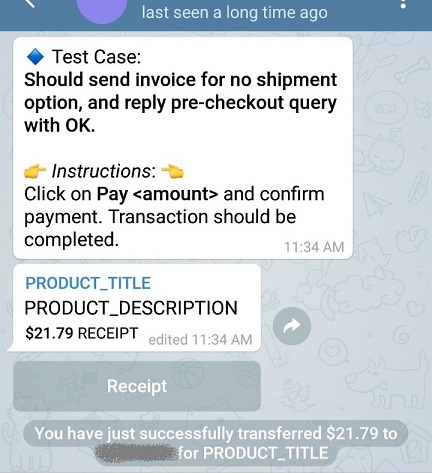 last seen a long time ago
Test Case:
Should send invoice for no shipment
option, and reply pre-checkout query
with OK.
Instructions:
Click on Pay <amount> and confirm
payment. Transaction should be
completed.
11:34 AM
PRODUCT_TITLE
PRODUCT_DESCRIPTION
$21.79 RECEIPT edited 11:34 AM
Receipt
You have just successfully transferred $21.79 to
for PRODUCT_TITLE